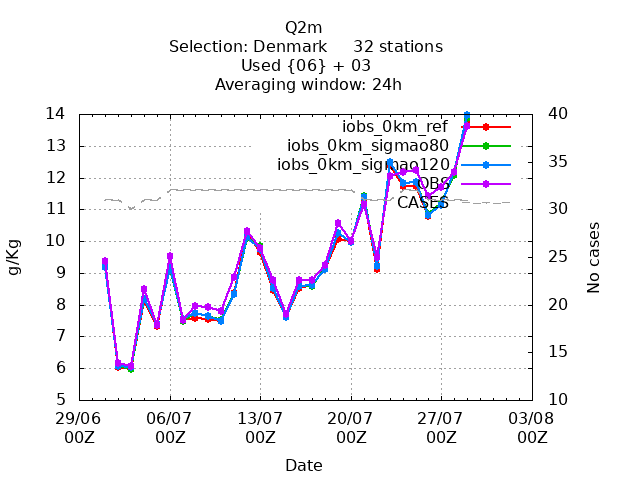 Q2m
Selection: Denmark 32 stations
Used {06} + 03
Averaging window: 24h
14
13
12
11
10
9
8
7
6
5
g/Kg
40
35
30
25
20
15
10
No cases
iobs_0km_ref
iobs_0km_sigmao80
iobs_0km_sigmao120
OBS
CASES
29/06 06/07 13/07 20/07 27/07 03/08
00Z 00Z 00Z 00Z 00Z 00Z
Date